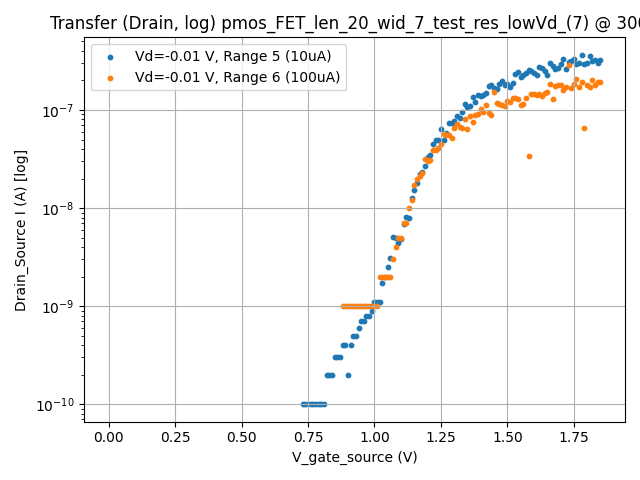 Transfer (Drain, log) pmos_FET_len_20_wid_7_test_res_lowVd_(7) @ 300
Vd=-0.01 V, Range 5 (10uA)
Vd=-0.01 V, Range 6 (100uA)
Drain_Source I (A) [log]
10⁻⁷
10⁻⁸
10⁻⁹
10⁻¹⁰
0.00 0.25 0.50 0.75 1.00 1.25 1.50 1.75
V_gate_source (V)